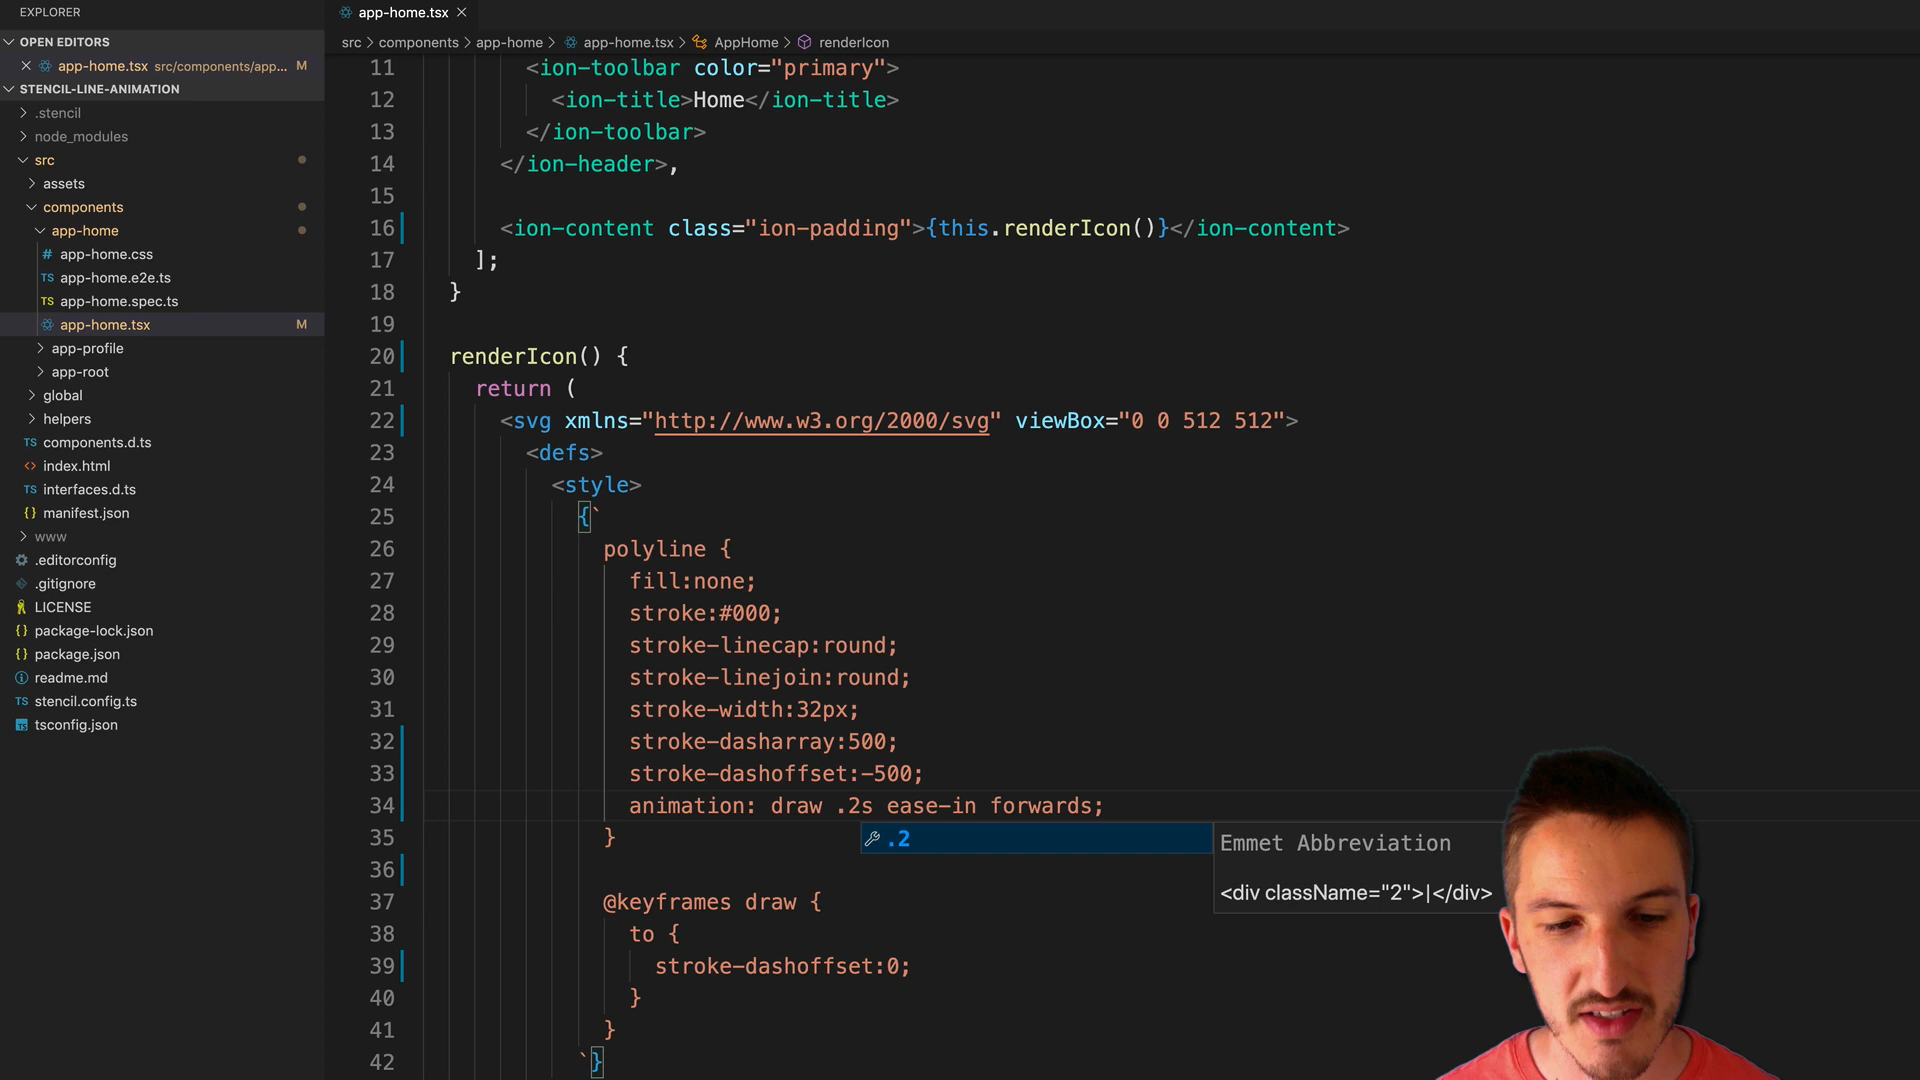 EXPLORER
OPEN EDITORS
app-home.tsx src/components/app... M
STENCIL-LINE-ANIMATION
.stencil
node_modules
src
assets
components
app-home
# app-home.css
TS app-home.e2e.ts
TS app-home.spec.ts
app-home.tsx M
app-profile
app-root
global
helpers
TS components.d.ts
<> index.html
TS interfaces.d.ts
{} manifest.json
www
.editorconfig
.gitignore
LICENSE
{} package-lock.json
{} package.json
readme.md
TS stencil.config.ts
tsconfig.json
app-home.tsx
src > components > app-home > app-home.tsx > AppHome > renderIcon
11 <ion-toolbar color="primary">
12 <ion-title>Home</ion-title>
13 </ion-toolbar>
14 </ion-header>,
15
16 <ion-content class="ion-padding">{this.renderIcon()}</ion-content>
17 ];
18 }
19
20 renderIcon() {
21 return (
22 <svg xmlns="http://www.w3.org/2000/svg" viewBox="0 0 512 512">
23 <defs>
24 <style>
25 {`
26 polyline {
27 fill:none;
28 stroke:#000;
29 stroke-linecap:round;
30 stroke-linejoin:round;
31 stroke-width:32px;
32 stroke-dasharray:500;
33 stroke-dashoffset:-500;
34 animation: draw .2s ease-in forwards;
35 }
.2
Emmet Abbreviation
<div className="2">|</div>
36
37 @keyframes draw {
38 to {
39 stroke-dashoffset:0;
40 }
41 }
42 `}